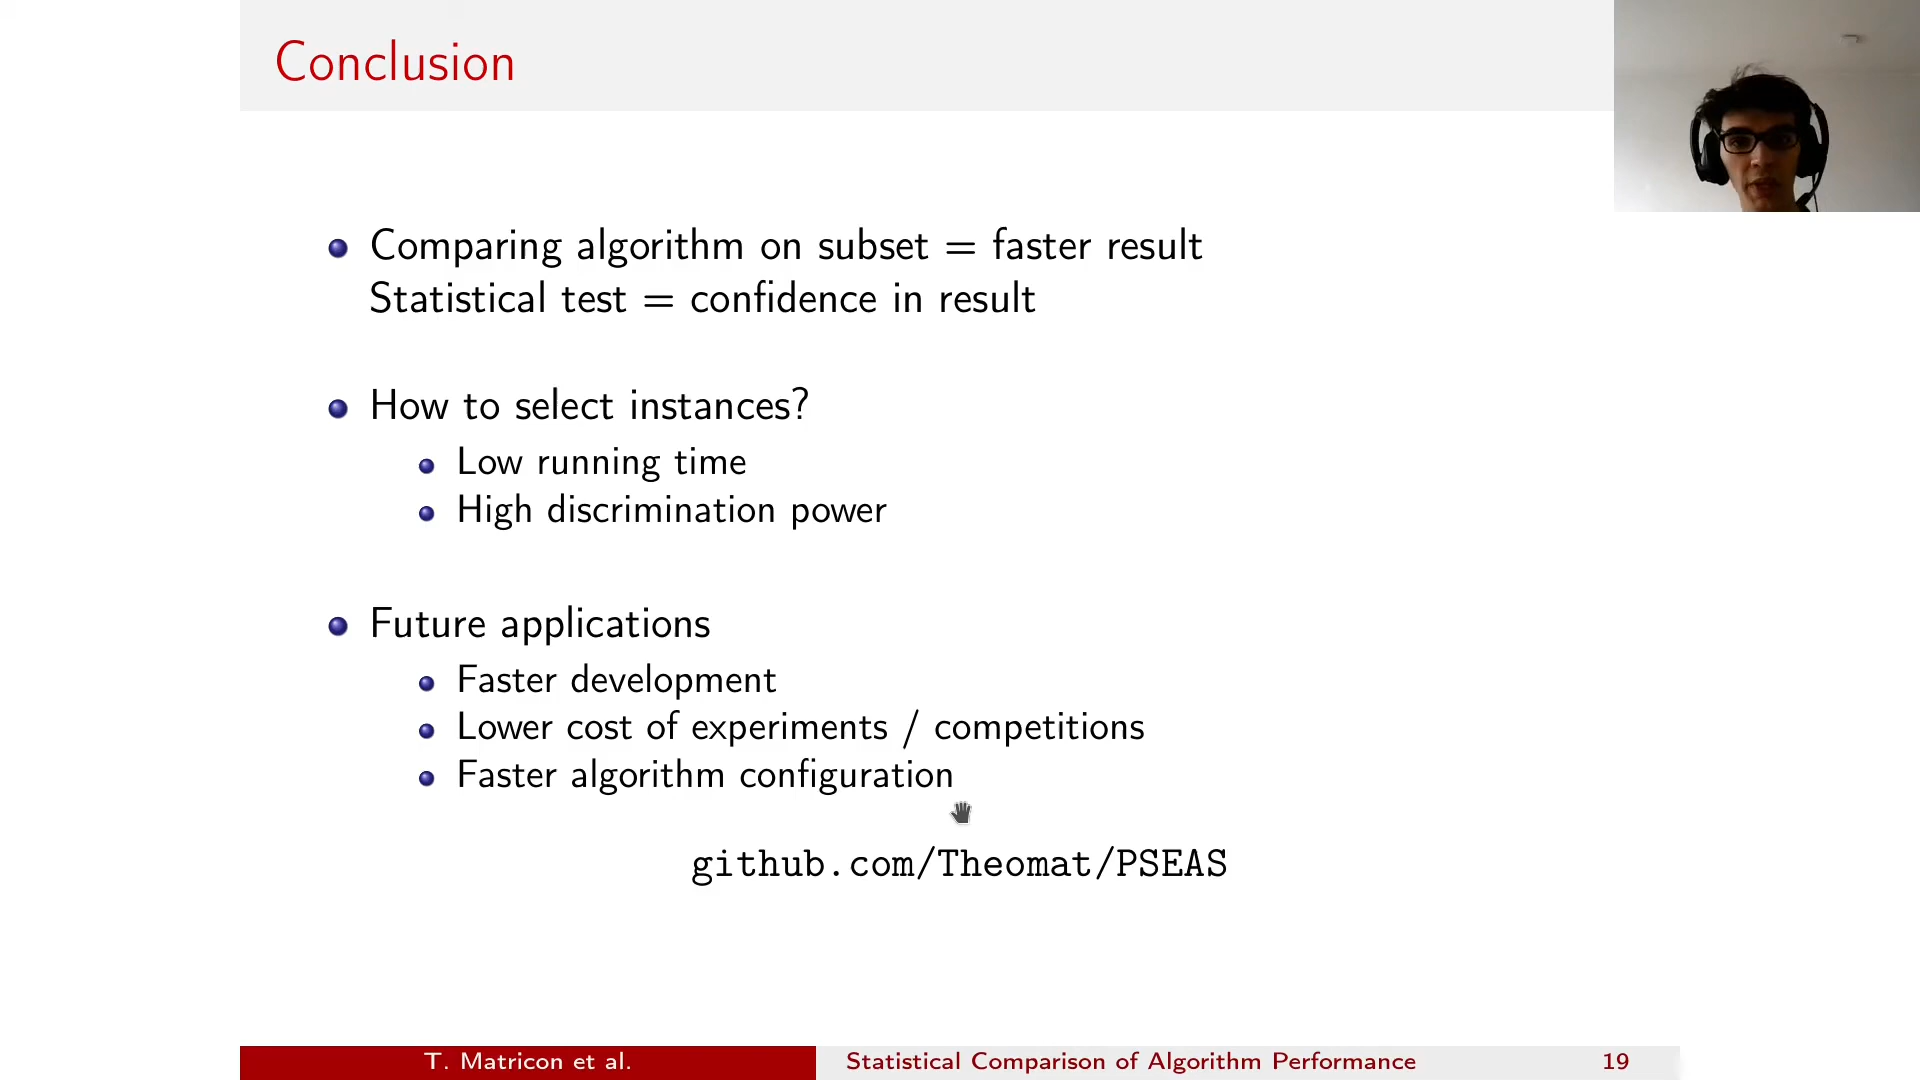 Conclusion
Comparing algorithm on subset = faster result
Statistical test = confidence in result
How to select instances?
Low running time
High discrimination power
Future applications
Faster development
Lower cost of experiments / competitions
Faster algorithm configuration
github.com/Theomat/PSEAS
T. Matricon et al.
Statistical Comparison of Algorithm Performance
19